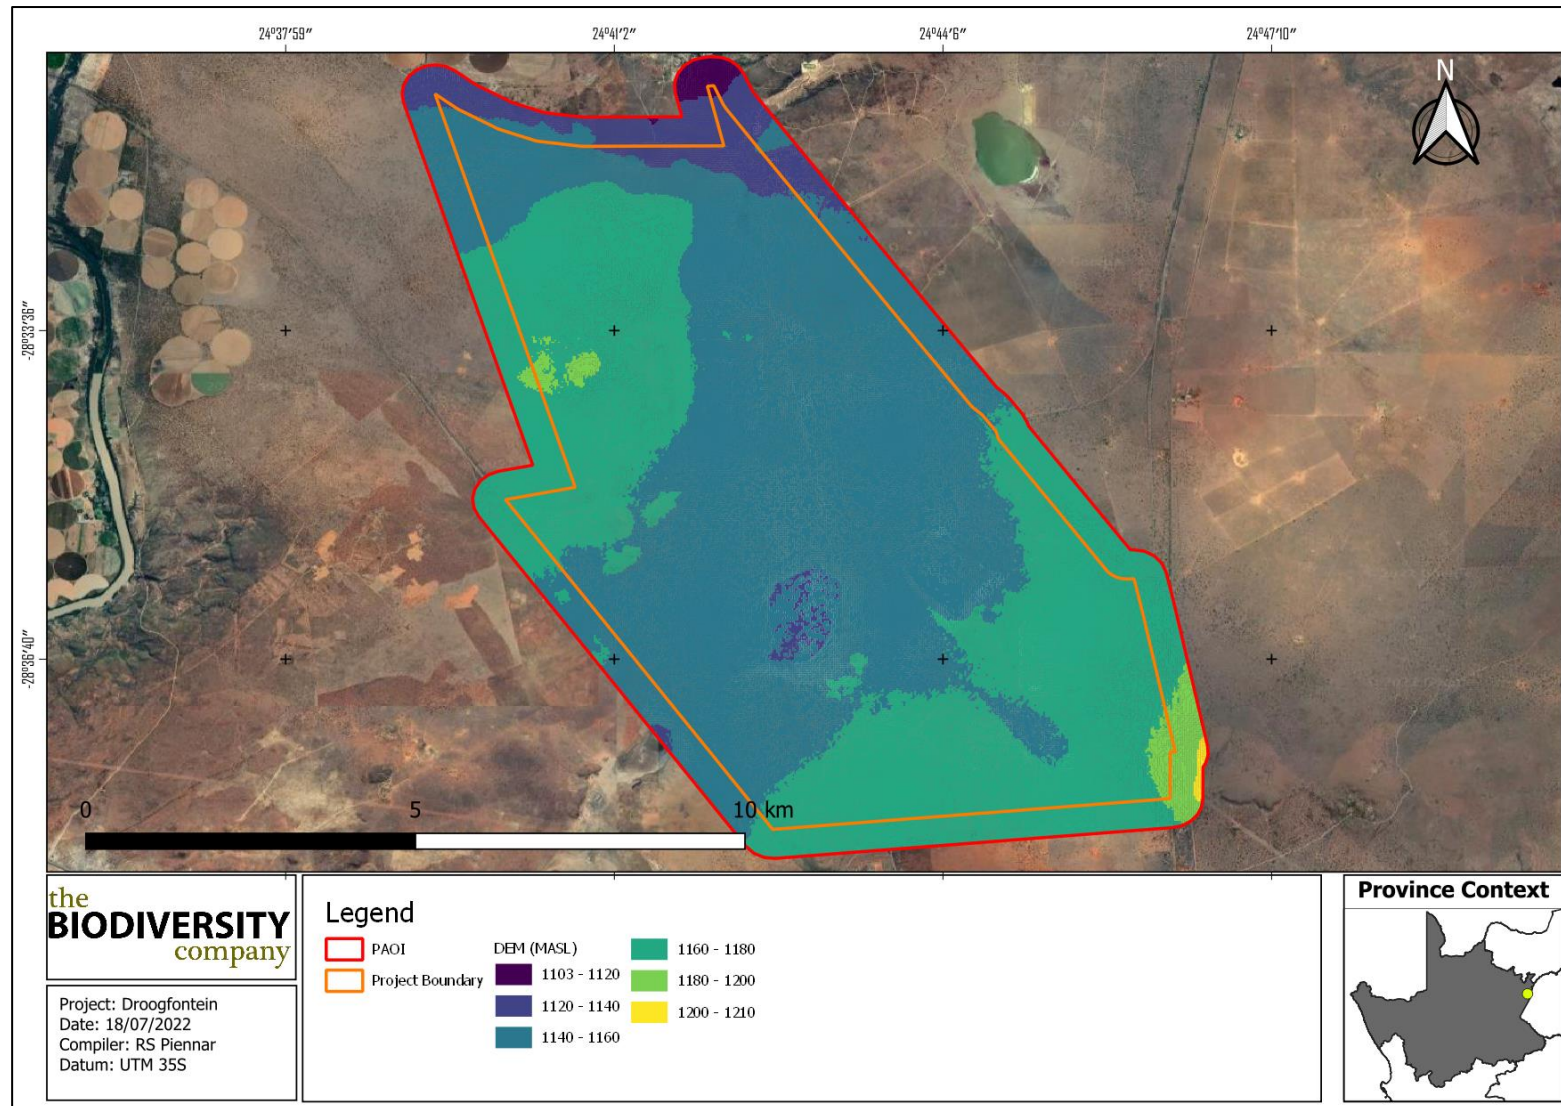 24°37'59" 24°41'2" 24°44'6" 24°47'10"
N
-28°33'36"
-28°36'40"
0 5 10 km
the
BIODIVERSITY
company
Project: Droogfontein
Date: 18/07/2022
Compiler: RS Piennar
Datum: UTM 35S
Legend
PAOI
Project Boundary
DEM (MASL)
1103 - 1120
1120 - 1140
1140 - 1160
1160 - 1180
1180 - 1200
1200 - 1210
Province Context